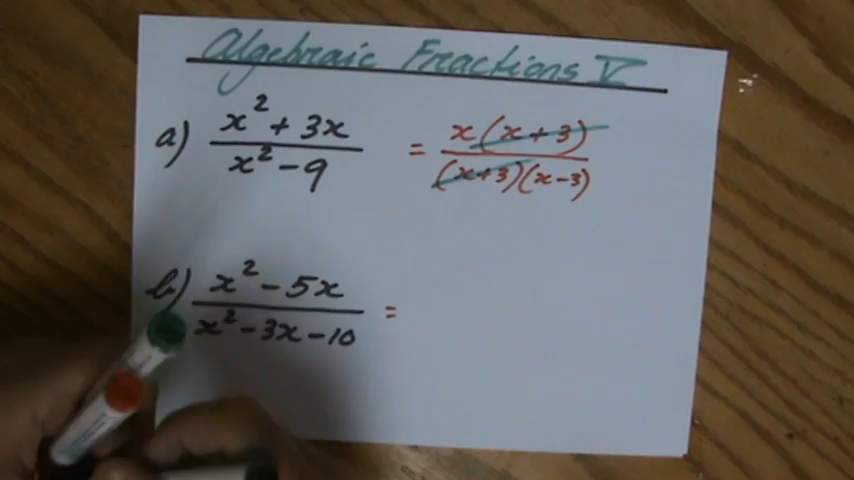 Algebraic Fractions V
a) x² + 3x / x² - 9 = x(x + 3) / (x+3)(x-3)
b) x² - 5x / x² - 3x - 10 =